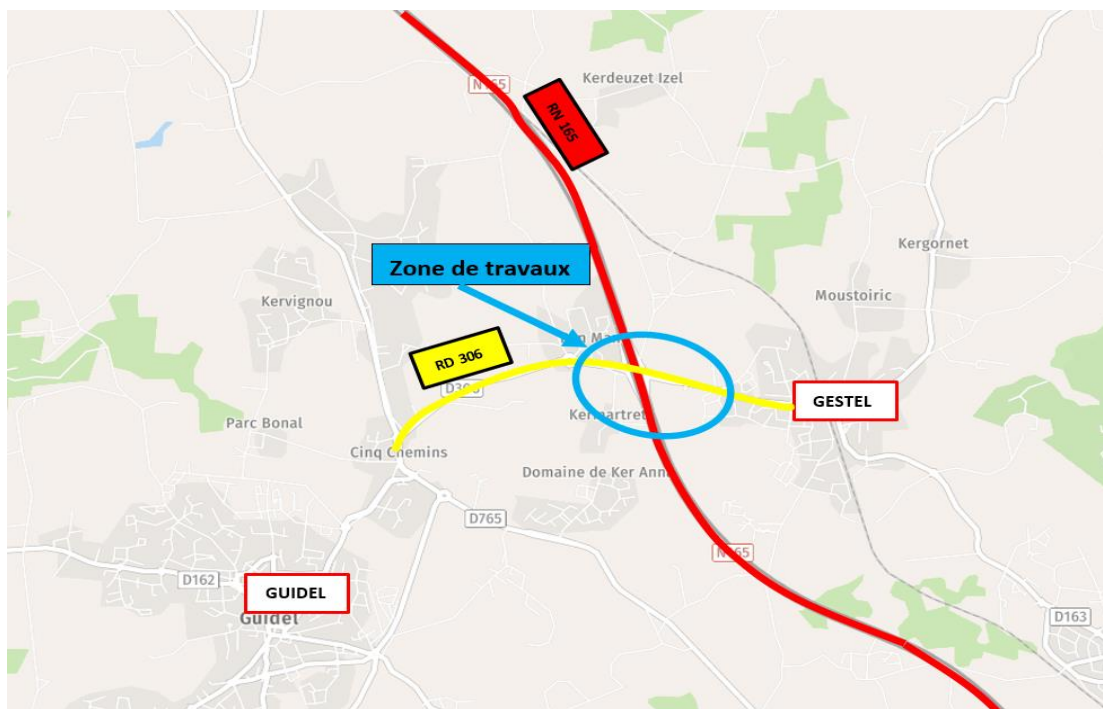 N165
Kerdeuzet Izel
RN 165
Kergornet
Zone de travaux
Moustoiric
Kervignou
RD 306
D306
GESTEL
Parc Bonal
Cinq Chemins
Domaine de Ker Anna
D765
N165
D162
GUIDEL
Guidel
D163